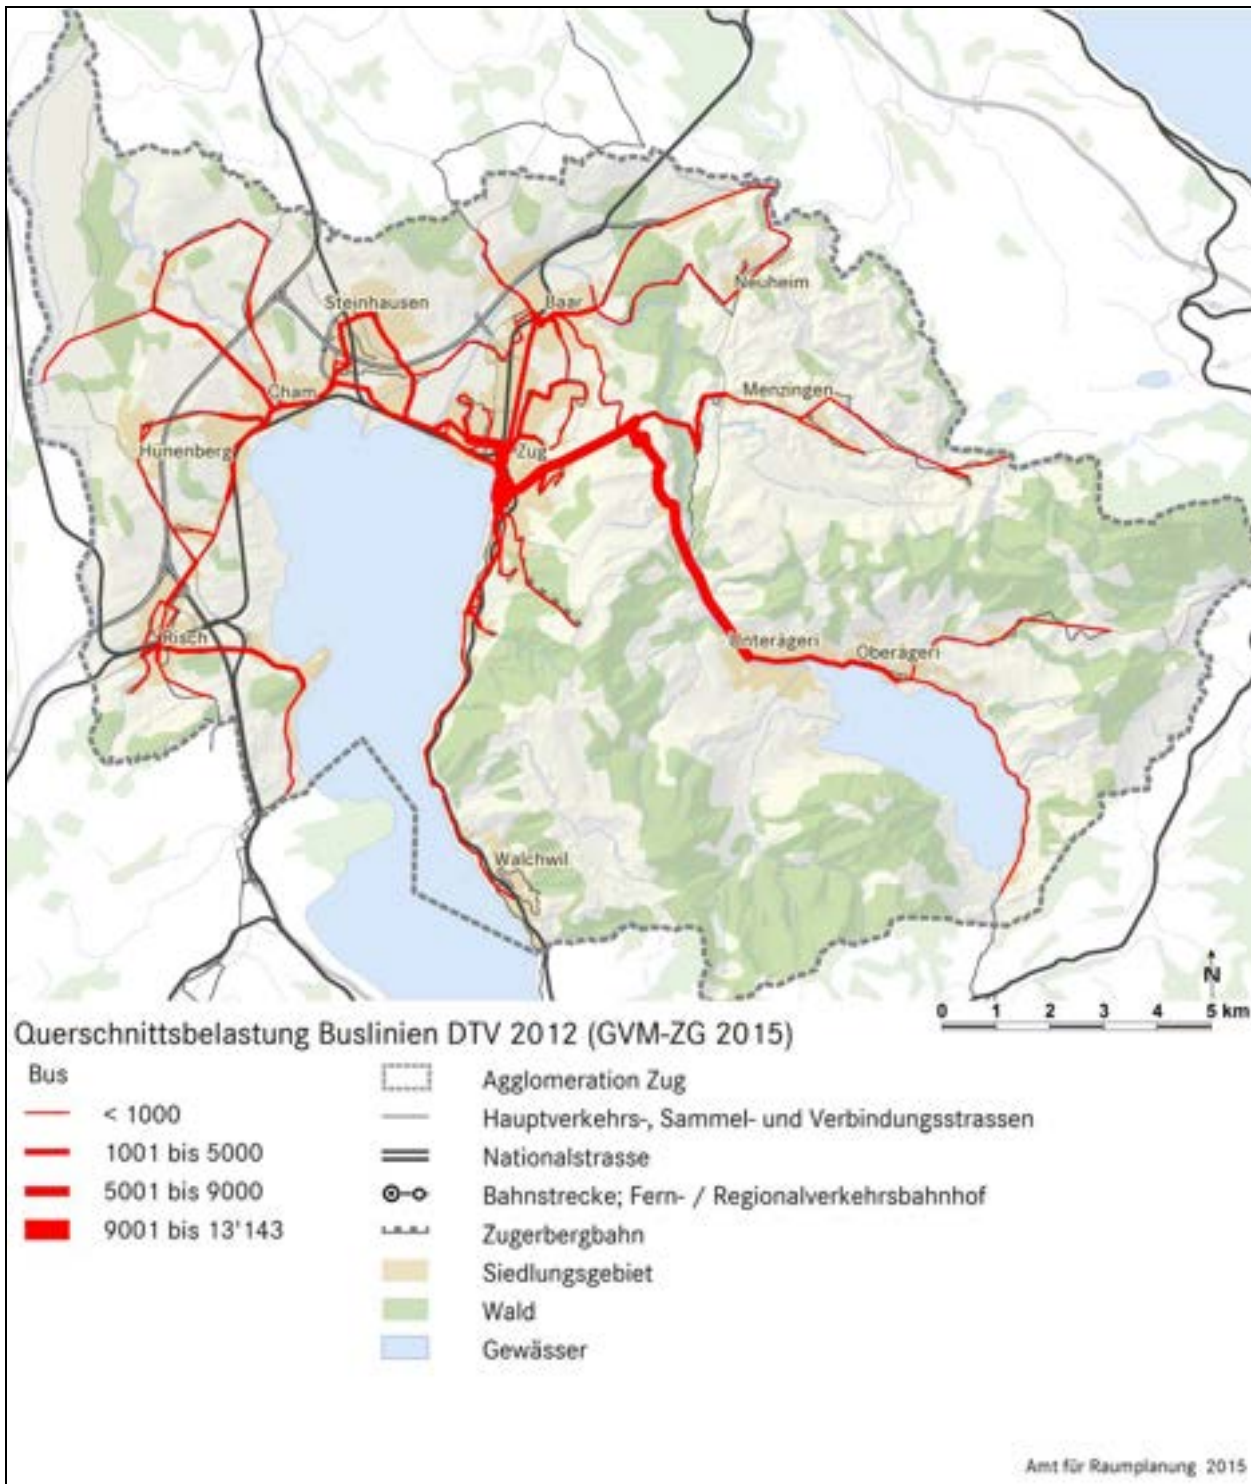 Steinhausen
Baar
Neuheim
Cham
Menzingen
Hünenberg
Zug
Risch
Unterägeri
Oberägeri
Walchwil
N
0 1 2 3 4 5 km
Querschnittsbelastung Buslinien DTV 2012 (GVM-ZG 2015)
Bus
< 1000
1001 bis 5000
5001 bis 9000
9001 bis 13'143
Agglomeration Zug
Hauptverkehrs-, Sammel- und Verbindungsstrassen
Nationalstrasse
Bahnstrecke; Fern- / Regionalverkehrsbahnhof
Zugerbergbahn
Siedlungsgebiet
Wald
Gewässer
Amt für Raumplanung 2015